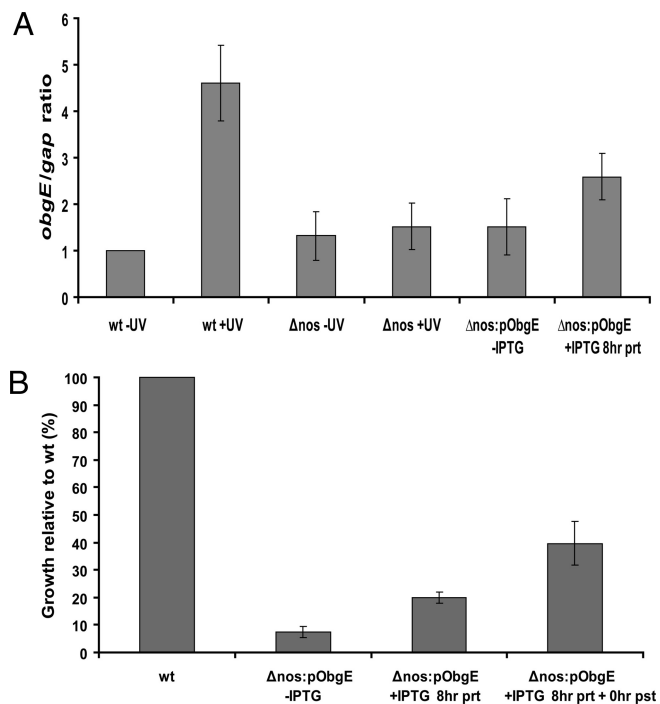 A
obgE/gap ratio
6
5
4
3
2
1
0
wt -UV
wt +UV
Δnos -UV
Δnos +UV
Δnos:pObgE
-IPTG
Δnos:pObgE
+IPTG 8hr prt
B
Growth relative to wt (%)
100
90
80
70
60
50
40
30
20
10
0
wt
Δnos:pObgE
-IPTG
Δnos:pObgE
+IPTG 8hr prt
Δnos:pObgE
+IPTG 8hr prt + 0hr pst